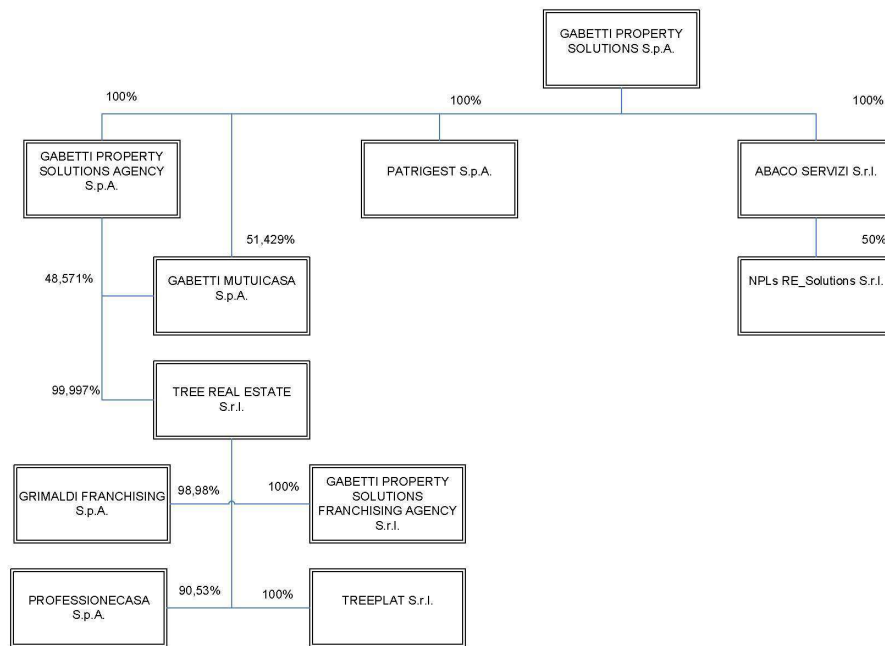 GABETTI PROPERTY
SOLUTIONS S.p.A.
100%
100%
100%
GABETTI PROPERTY
SOLUTIONS AGENCY
S.p.A.
PATRIGEST S.p.A.
ABACO SERVIZI S.r.l.
51,429%
50%
48,571%
GABETTI MUTUICASA
S.p.A.
NPLs RE_Solutions S.r.l.
99,997%
TREE REAL ESTATE
S.r.l.
GRIMALDI FRANCHISING
S.p.A.
98,98%
100%
GABETTI PROPERTY
SOLUTIONS
FRANCHISING AGENCY
S.r.l.
PROFESSIONECASA
S.p.A.
90,53%
100%
TREEPLAT S.r.l.